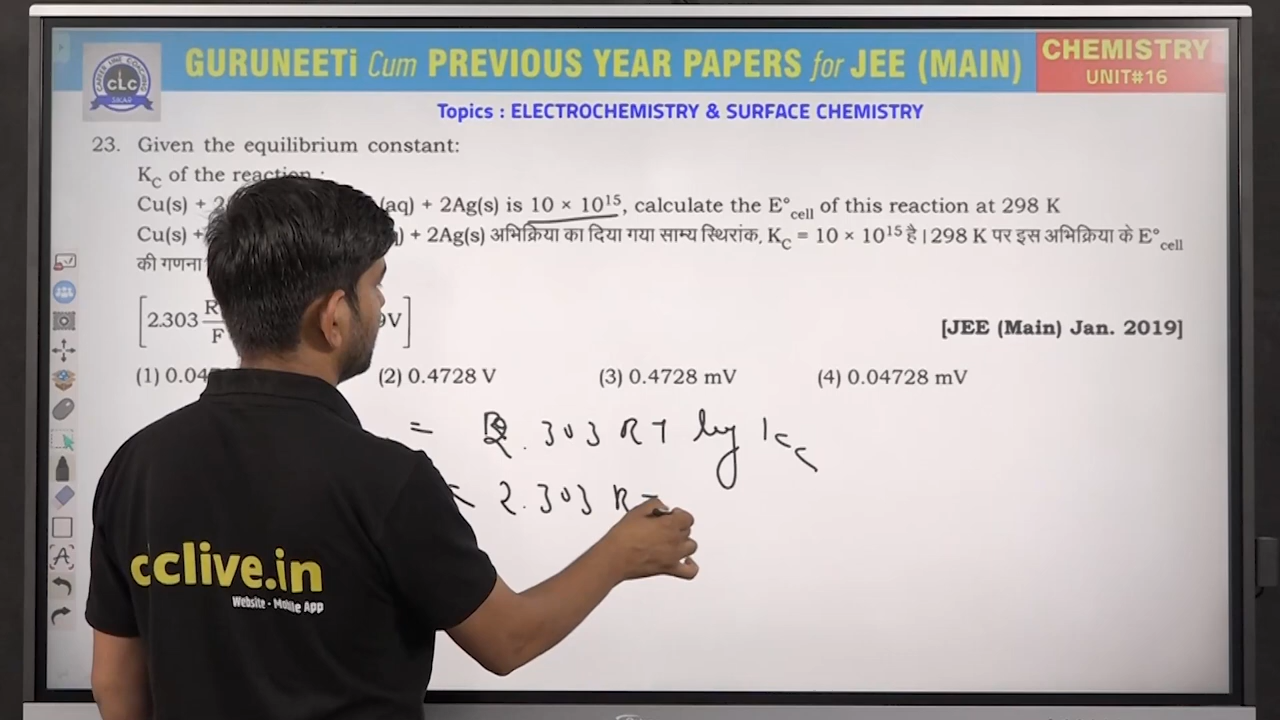 CLC
SIKAR
GURUNEETi Cum PREVIOUS YEAR PAPERS for JEE (MAIN)
CHEMISTRY
UNIT#16
Topics : ELECTROCHEMISTRY & SURFACE CHEMISTRY
23. Given the equilibrium constant:
K_C of the reaction :
Cu(s) + 2 (aq) + 2Ag(s) is 10 × 10¹⁵, calculate the E°cell of this reaction at 298 K
Cu(s) + ) + 2Ag(s) अभिक्रिया का दिया गया साम्य स्थिरांक, K_C = 10 × 10¹⁵ है। 298 K पर इस अभिक्रिया के E°cell
की गणना
[2.303 R F 9V]
[JEE (Main) Jan. 2019]
(1) 0.04 (2) 0.4728 V (3) 0.4728 mV (4) 0.04728 mV
= 2.303 RT log Kc
2.303 R
cclive.in
Website - Mobile App